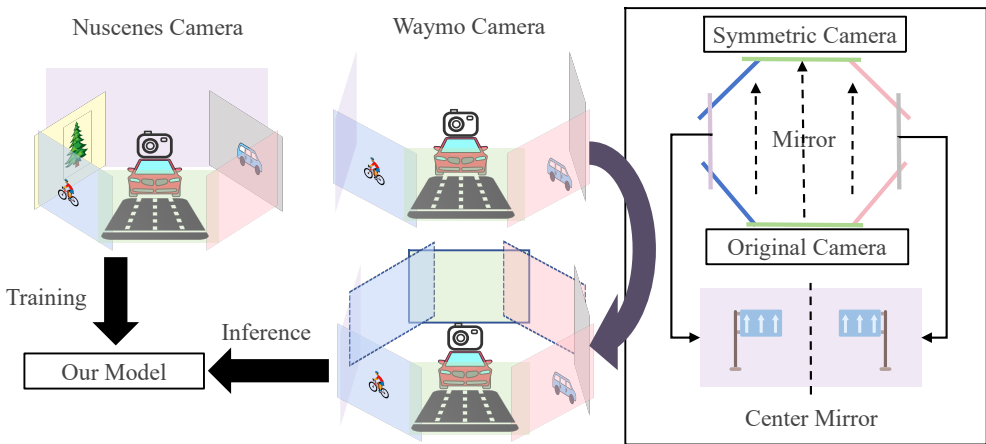 Nuscenes Camera
Waymo Camera
Symmetric Camera
Mirror
Original Camera
Training
Inference
Our Model
Center Mirror